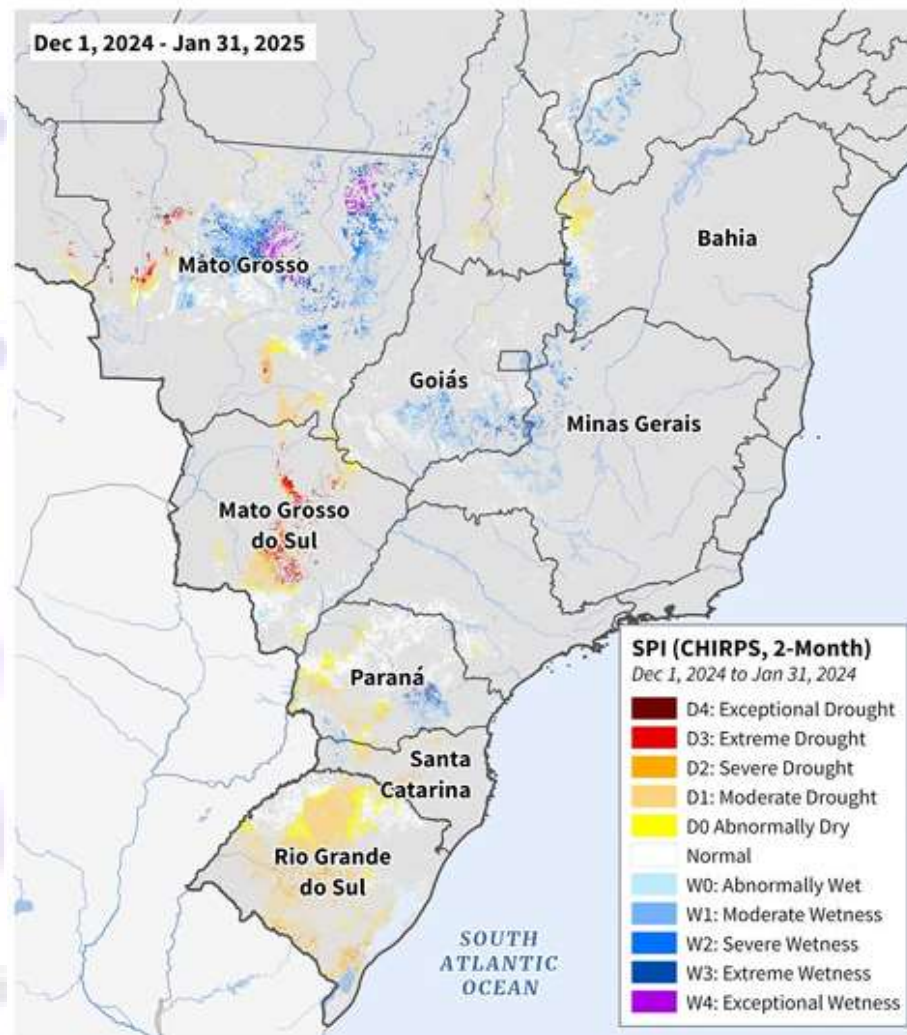 Dec 1, 2024 - Jan 31, 2025
Bahia
Mato Grosso
Goiás
Minas Gerais
Mato Grosso
do Sul
Paraná
Santa
Catarina
Rio Grande
do Sul
SOUTH
ATLANTIC
OCEAN
SPI (CHIRPS, 2-Month)
Dec 1, 2024 to Jan 31, 2024
D4: Exceptional Drought
D3: Extreme Drought
D2: Severe Drought
D1: Moderate Drought
D0 Abnormally Dry
Normal
W0: Abnormally Wet
W1: Moderate Wetness
W2: Severe Wetness
W3: Extreme Wetness
W4: Exceptional Wetness